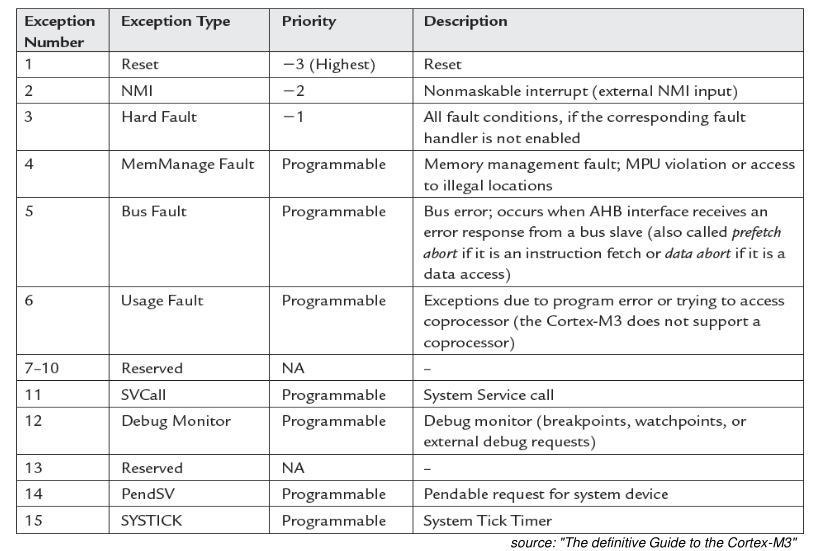 Exception Number Exception Type Priority Description
1 Reset −3 (Highest) Reset
2 NMI −2 Nonmaskable interrupt (external NMI input)
3 Hard Fault −1 All fault conditions, if the corresponding fault
handler is not enabled
4 MemManage Fault Programmable Memory management fault; MPU violation or access
to illegal locations
5 Bus Fault Programmable Bus error; occurs when AHB interface receives an
error response from a bus slave (also called prefetch
abort if it is an instruction fetch or data abort if it is a
data access)
6 Usage Fault Programmable Exceptions due to program error or trying to access
coprocessor (the Cortex-M3 does not support a
coprocessor)
7–10 Reserved NA –
11 SVCall Programmable System Service call
12 Debug Monitor Programmable Debug monitor (breakpoints, watchpoints, or
external debug requests)
13 Reserved NA –
14 PendSV Programmable Pendable request for system device
15 SYSTICK Programmable System Tick Timer
source: "The definitive Guide to the Cortex-M3"